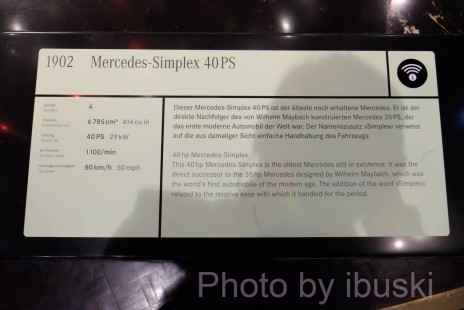 1902 Mercedes-Simplex 40 PS
4
6 785 cm³ 414 cu in
40 PS 29 kW
1100/min
80 km/h 50 mph
Dieser Mercedes-Simplex 40 PS ist der älteste noch erhaltene Mercedes. Er ist der
direkte Nachfolger des von Wilhelm Maybach konstruierten Mercedes 35 PS, der
das erste moderne Automobil der Welt war. Der Namenszusatz »Simplex« verweist
auf die aus damaliger Sicht einfache Handhabung des Fahrzeugs.
40 hp Mercedes-Simplex
This 40 hp Mercedes-Simplex is the oldest Mercedes still in existence. It was the
direct successor to the 35 hp Mercedes designed by Wilhelm Maybach, which was
the world's first automobile of the modern age. The addition of the word »Simplex«
related to the relative ease with which it handled for the period.
Photo by ibuski